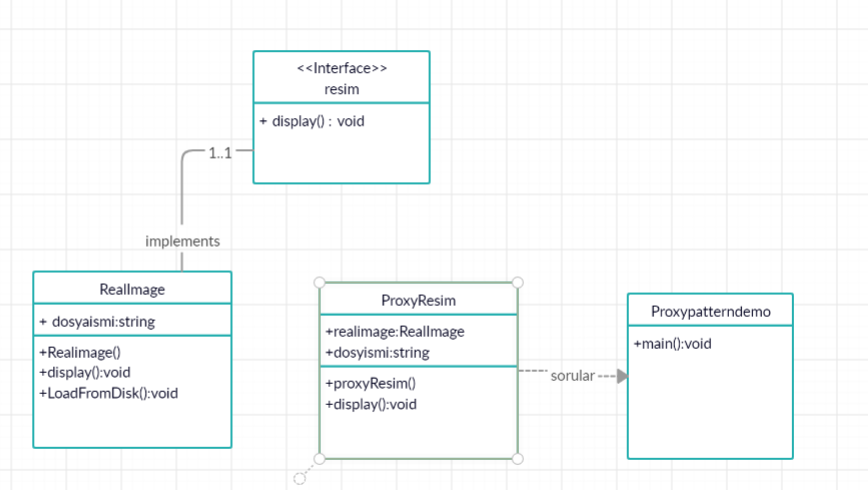 <<Interface>>
resim
+ display() : void
1..1
implements
RealImage
+ dosyaismi:string
+Realimage()
+display():void
+LoadFromDisk():void
ProxyResim
+realimage:RealImage
+dosyismi:string
+proxyResim()
+display():void
sorular
Proxypatterndemo
+main():void